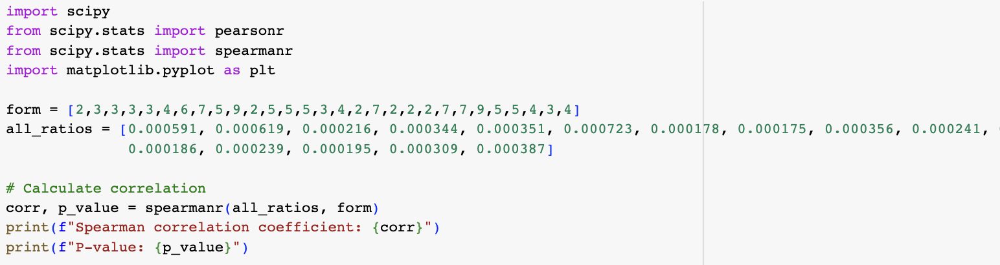 import scipy
from scipy.stats import pearsonr
from scipy.stats import spearmanr
import matplotlib.pyplot as plt
form = [2,3,3,3,3,4,6,7,5,9,2,5,5,5,3,4,2,7,2,2,2,7,7,9,5,5,4,3,4]
all_ratios = [0.000591, 0.000619, 0.000216, 0.000344, 0.000351, 0.000723, 0.000178, 0.000175, 0.000356, 0.000241,
0.000186, 0.000239, 0.000195, 0.000309, 0.000387]
# Calculate correlation
corr, p_value = spearmanr(all_ratios, form)
print(f"Spearman correlation coefficient: {corr}")
print(f"P-value: {p_value}")